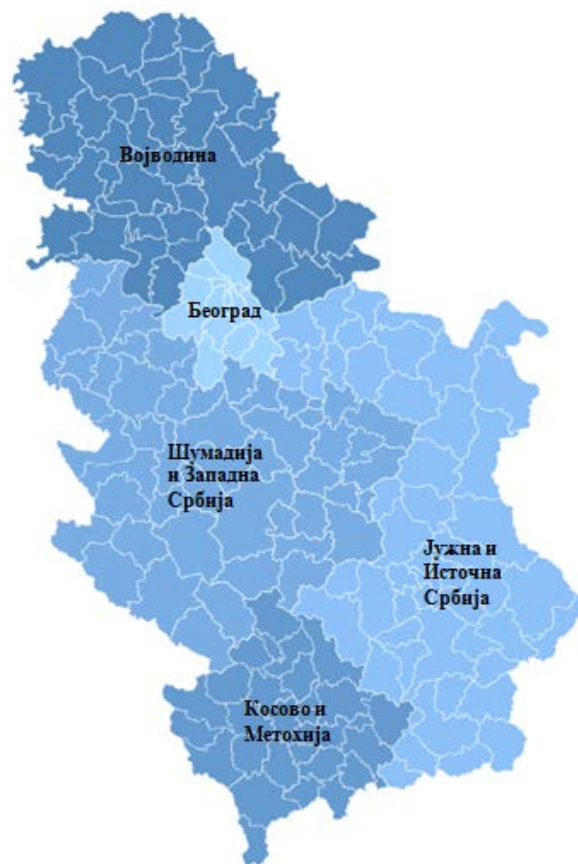 Војводина
Београд
Шумадија
и Западна
Србија
Јужна и
Источна
Србија
Косово и
Метохија